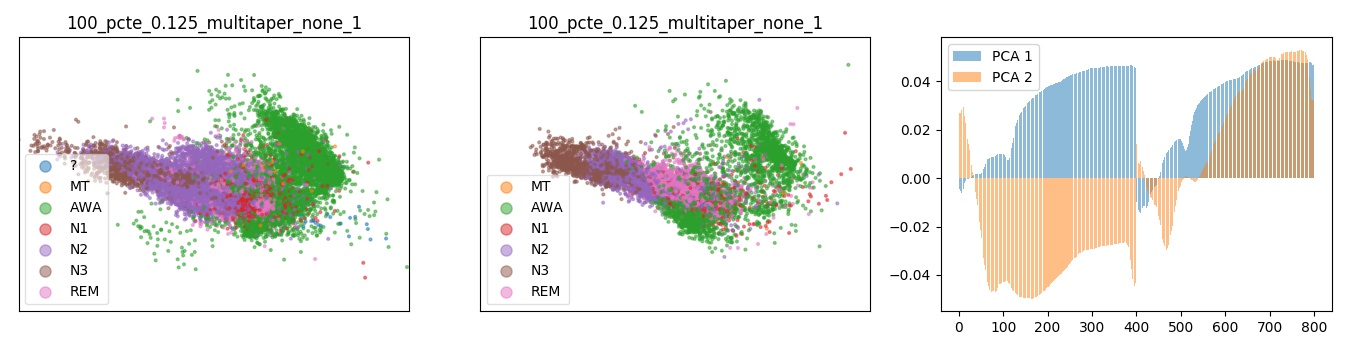 100_pcte_0.125_multitaper_none_1
?
MT
AWA
N1
N2
N3
REM
100_pcte_0.125_multitaper_none_1
MT
AWA
N1
N2
N3
REM
PCA 1
PCA 2
0.04
0.02
0.00
−0.02
−0.04
0 100 200 300 400 500 600 700 800